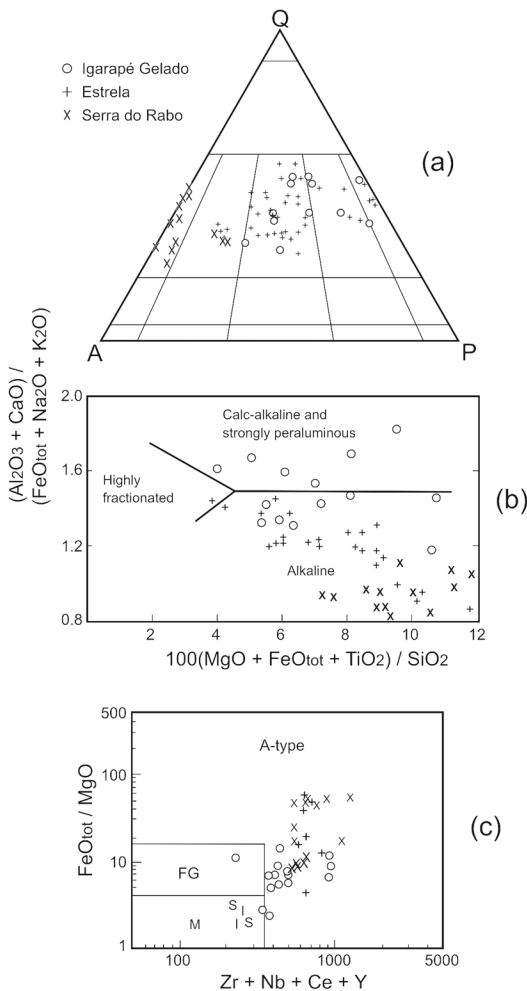 Q
Igarapé Gelado
Estrela
Serra do Rabo
(a)
A
P
(Al2O3 + CaO) /
(FeOtot + Na2O + K2O)
2.0
1.6
1.2
0.8
Calc-alkaline and
strongly peraluminous
Highly
fractionated
Alkaline
(b)
2 4 6 8 10 12
100(MgO + FeOtot + TiO2) / SiO2
FeOtot / MgO
500
100
10
1
A-type
FG
M
S
I
I
S
(c)
100 1000 5000
Zr + Nb + Ce + Y